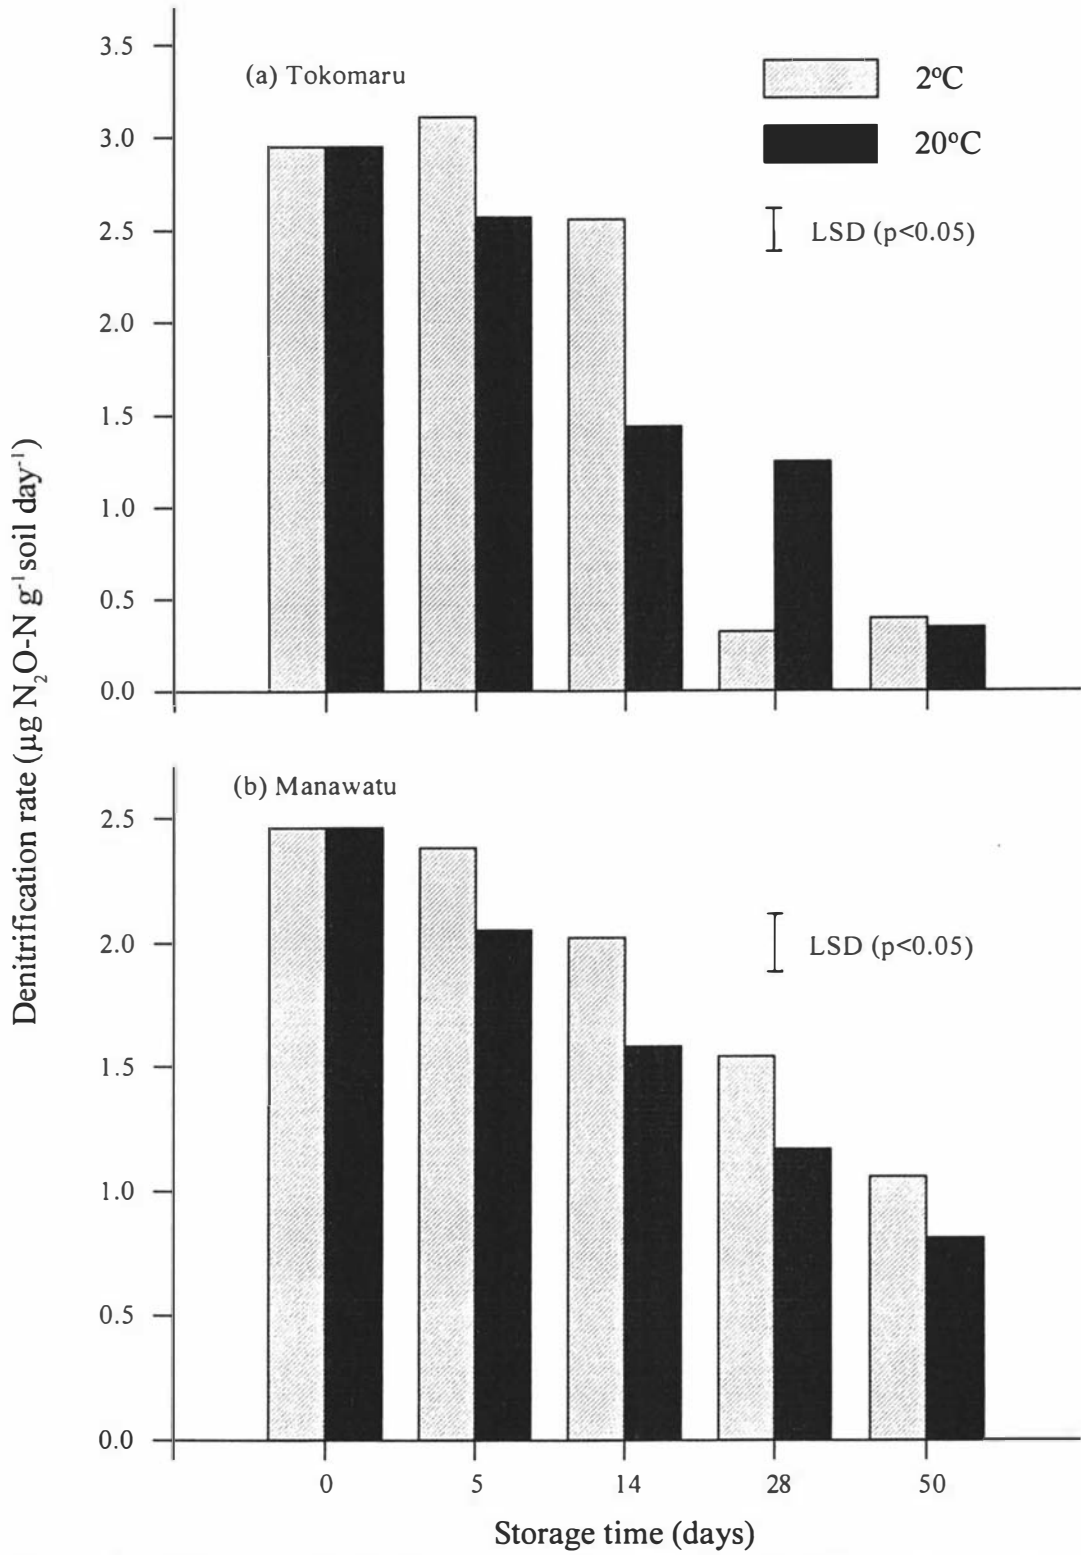 3.5
(a) Tokomaru
2°C
3.0
20°C
2.5
LSD (p<0.05)
2.0
1.5
1.0
0.5
0.0
Denitrification rate (µg N₂O-N g⁻¹ soil day⁻¹)
(b) Manawatu
2.5
2.0
LSD (p<0.05)
1.5
1.0
0.5
0.0
0 5 14 28 50
Storage time (days)